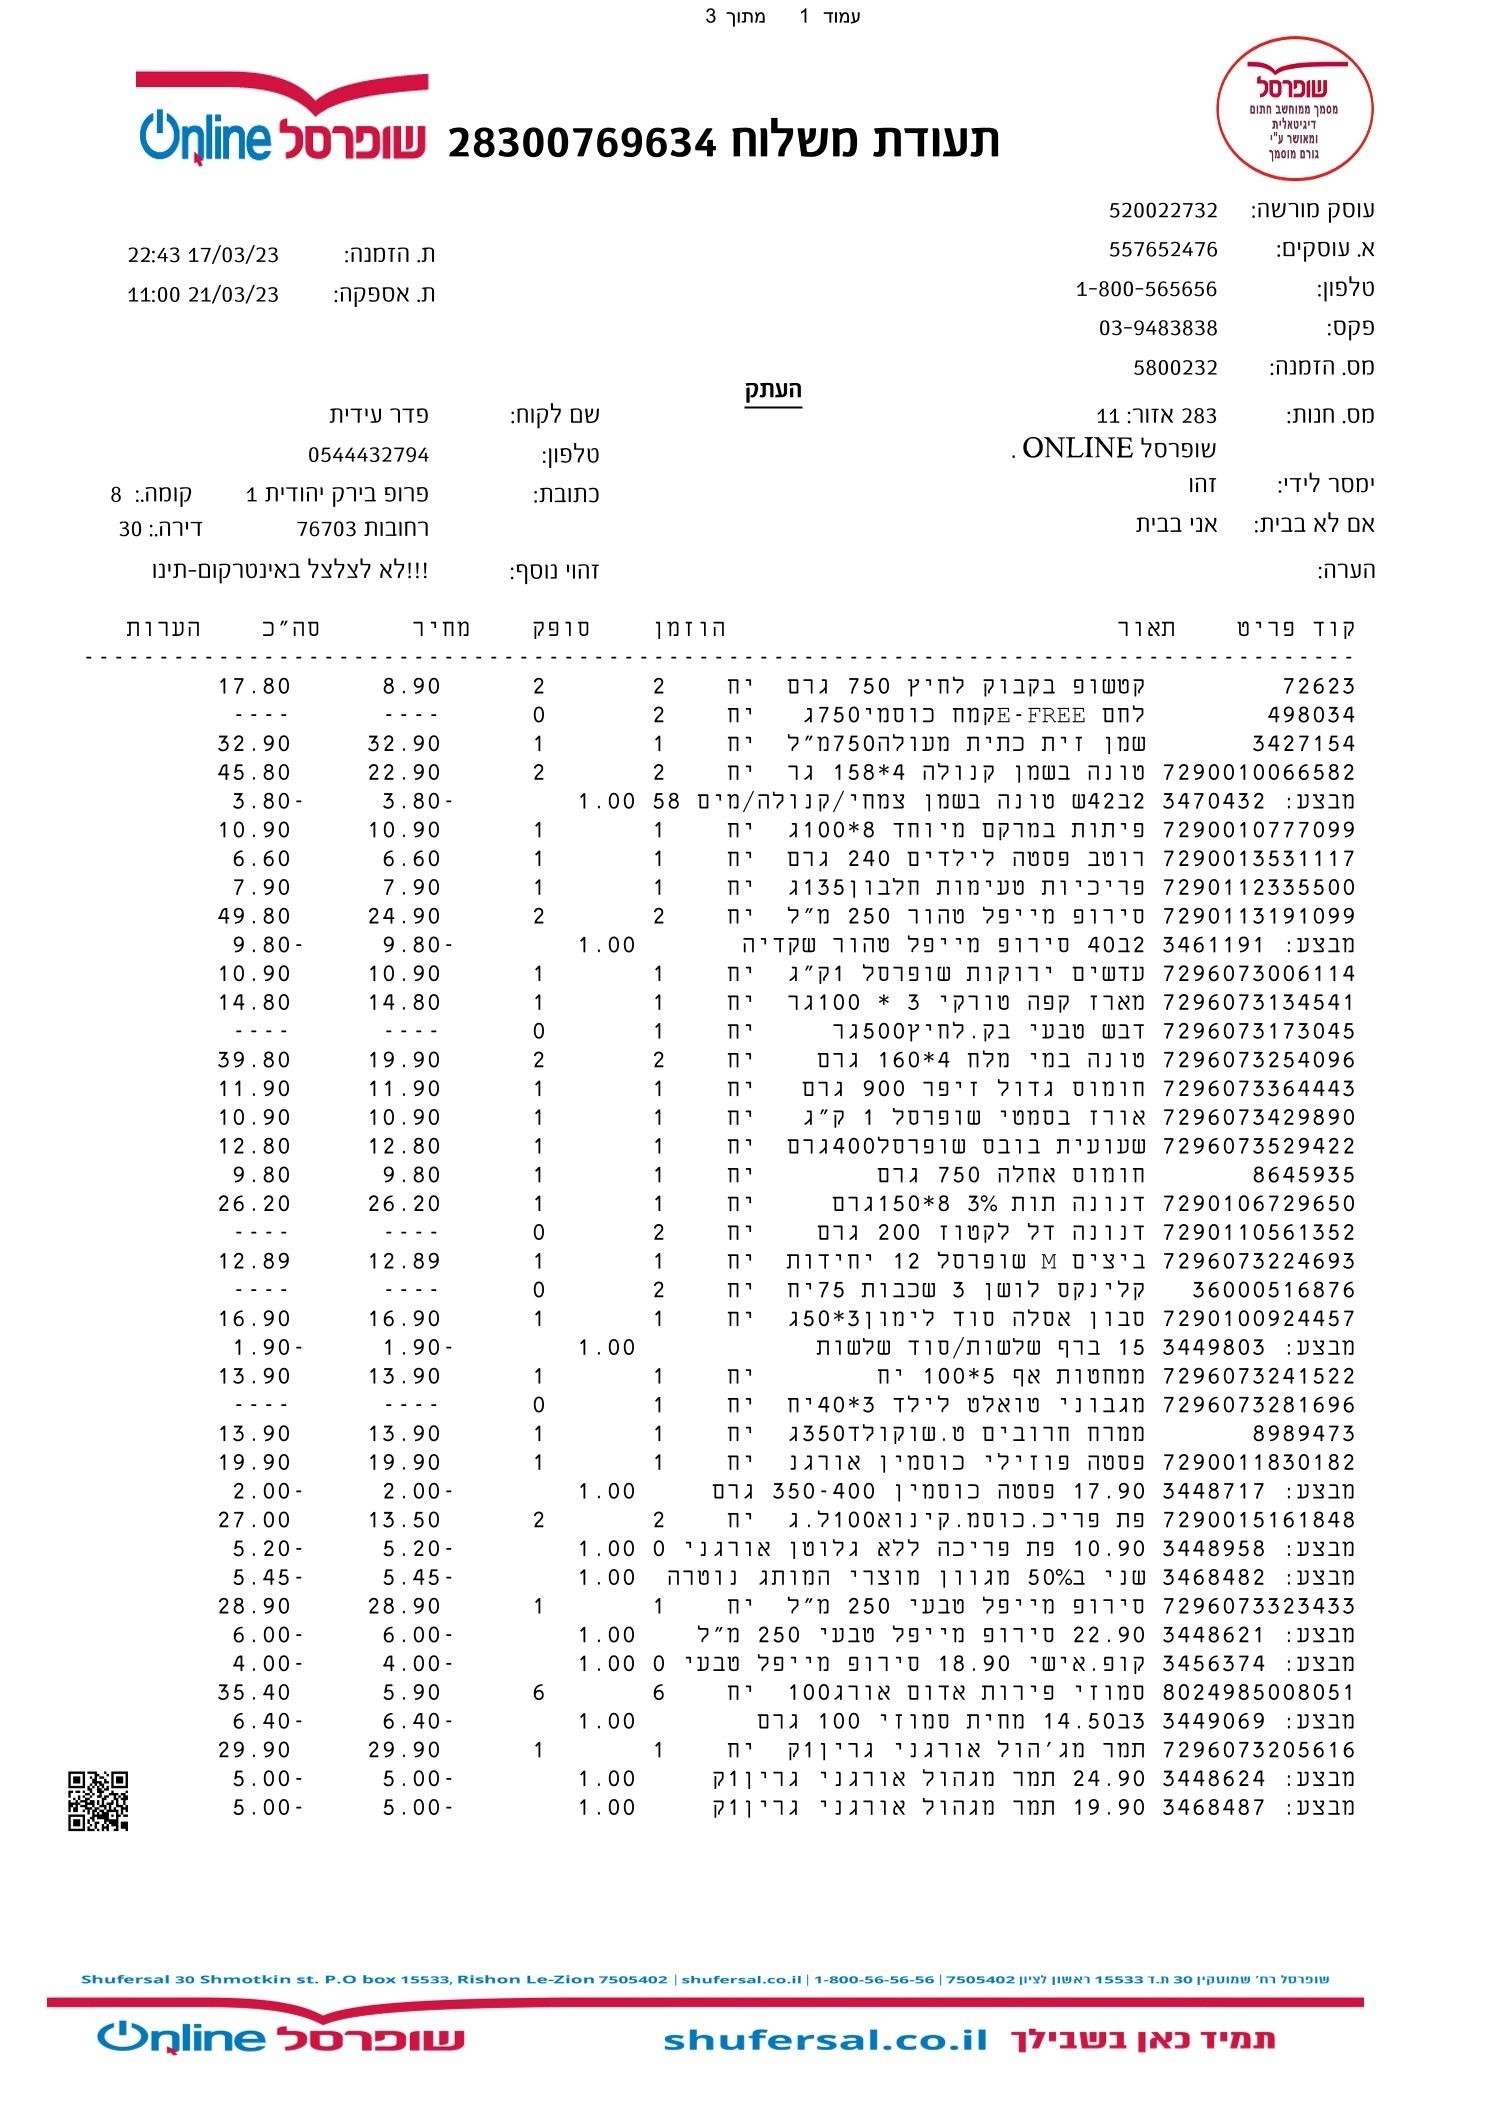 עמוד 1 מתוך 3
שופרסל
מסמך ממוחשב חתום
דיגיטאלית
ומאושר ע"י
גורם מוסמך
תעודת משלוח 28300769634
שופרסל Online
עוסק מורשה: 520022732
א. עוסקים: 557652476
ת. הזמנה: 17/03/23 22:43
טלפון: 1-800-565656
ת. אספקה: 21/03/23 11:00
פקס: 03-9483838
מס. הזמנה: 5800232
העתק
מס. חנות: 283 אזור: 11
שם לקוח: פדר עידית
שופרסל ONLINE .
טלפון: 0544432794
ימסר לידי: זהו
כתובת: פרופ בירק יהודית 1 קומה.: 8
אם לא בבית: אני בבית
רחובות 76703 דירה.: 30
הערה:
זהוי נוסף: !!!לא לצלצל באינטרקום-תינו
קוד פריט תאור הוזמן סופק מחיר סה"כ הערות
72623 קטשופ בקבוק לחיץ 750 גרם יח 2 2 8.90 17.80
498034 לחם E-FREEקמח כוסמי750ג יח 2 0 ---- ----
3427154 שמן זית כתית מעולה750מ"ל יח 1 1 32.90 32.90
7290010066582 טונה בשמן קנולה 4*158 גר יח 2 2 22.90 45.80
מבצע: 3470432 2ב42ש טונה בשמן צמחי/קנולה/מים 58 1.00 3.80- 3.80-
7290010777099 פיתות במרקם מיוחד 8*100ג יח 1 1 10.90 10.90
7290013531117 רוטב פסטה לילדים 240 גרם יח 1 1 6.60 6.60
7290112335500 פריכיות טעימות חלבון135ג יח 1 1 7.90 7.90
7290113191099 סירופ מייפל טהור 250 מ"ל יח 2 2 24.90 49.80
מבצע: 3461191 2ב40 סירופ מייפל טהור שקדיה 1.00 9.80- 9.80-
7296073006114 עדשים ירוקות שופרסל 1ק"ג יח 1 1 10.90 10.90
7296073134541 מארז קפה טורקי 3 * 100גר יח 1 1 14.80 14.80
7296073173045 דבש טבעי בק.לחיץ500גר יח 1 0 ---- ----
7296073254096 טונה במי מלח 4*160 גרם יח 2 2 19.90 39.80
7296073364443 חומוס גדול זיפר 900 גרם יח 1 1 11.90 11.90
7296073429890 אורז בסמטי שופרסל 1 ק"ג יח 1 1 10.90 10.90
7296073529422 שעועית בובס שופרסל400גרם יח 1 1 12.80 12.80
8645935 חומוס אחלה 750 גרם יח 1 1 9.80 9.80
7290106729650 דנונה תות 3% 8*150גרם יח 1 1 26.20 26.20
7290110561352 דנונה דל לקטוז 200 גרם יח 2 0 ---- ----
7296073224693 ביצים M שופרסל 12 יחידות יח 1 1 12.89 12.89
36000516876 קלינקס לושן 3 שכבות 75יח יח 2 0 ---- ----
7290100924457 סבון אסלה סוד לימון3*50ג יח 1 1 16.90 16.90
מבצע: 3449803 15 ברף שלשות/סוד שלשות 1.00 1.90- 1.90-
7296073241522 ממחטות אף 5*100 יח יח 1 1 13.90 13.90
7296073281696 מגבוני טואלט לילד 3*40יח יח 1 0 ---- ----
8989473 ממרח חרובים ט.שוקולד350ג יח 1 1 13.90 13.90
7290011830182 פסטה פוזילי כוסמין אורגנ יח 1 1 19.90 19.90
מבצע: 3448717 17.90 פסטה כוסמין 350-400 גרם 1.00 2.00- 2.00-
7290015161848 פת פריכ.כוסמ.קינוא100ל.ג יח 2 2 13.50 27.00
מבצע: 3448958 10.90 פת פריכה ללא גלוטן אורגני 0 1.00 5.20- 5.20-
מבצע: 3468482 שני ב50% מגוון מוצרי המותג נוטרה 1.00 5.45- 5.45-
7296073323433 סירופ מייפל טבעי 250 מ"ל יח 1 1 28.90 28.90
מבצע: 3448621 22.90 סירופ מייפל טבעי 250 מ"ל 1.00 6.00- 6.00-
מבצע: 3456374 קופ.אישי 18.90 סירופ מייפל טבעי 0 1.00 4.00- 4.00-
8024985008051 סמוזי פירות אדום אורג100 יח 6 6 5.90 35.40
מבצע: 3449069 3ב14.50 מחית סמוזי 100 גרם 1.00 6.40- 6.40-
7296073205616 תמר מג'הול אורגני גרין1ק יח 1 1 29.90 29.90
מבצע: 3448624 24.90 תמר מגהול אורגני גרין1ק 1.00 5.00- 5.00-
מבצע: 3468487 19.90 תמר מגהול אורגני גרין1ק 1.00 5.00- 5.00-
שופרסל רח' שמוטקין 30 ת.ד 15533 ראשון לציון 7505402 | 1-800-56-56-56 | shufersal.co.il | Shufersal 30 Shmotkin st. P.O box 15533, Rishon Le-Zion 7505402
תמיד כאן בשבילך shufersal.co.il שופרסל Online